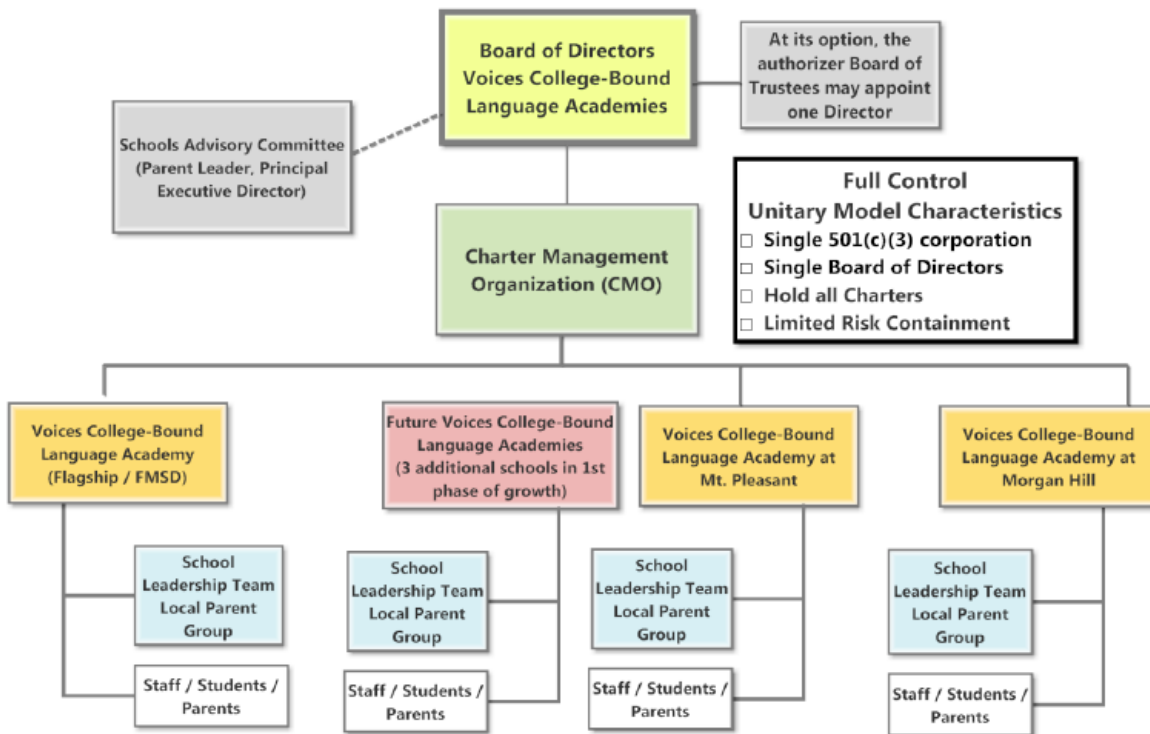 Board of Directors
Voices College-Bound
Language Academies
At its option, the
authorizer Board of
Trustees may appoint
one Director
Schools Advisory Committee
(Parent Leader, Principal
Executive Director)
Full Control
Unitary Model Characteristics
□ Single 501(c)(3) corporation
□ Single Board of Directors
□ Hold all Charters
□ Limited Risk Containment
Charter Management
Organization (CMO)
Voices College-Bound
Language Academy
(Flagship / FMSD)
Future Voices College-Bound
Language Academies
(3 additional schools in 1st
phase of growth)
Voices College-Bound
Language Academy at
Mt. Pleasant
Voices College-Bound
Language Academy at
Morgan Hill
School
Leadership Team
Local Parent
Group
School
Leadership Team
Local Parent
Group
School
Leadership Team
Local Parent
Group
School
Leadership Team
Local Parent
Group
Staff / Students /
Parents
Staff / Students /
Parents
Staff / Students /
Parents
Staff / Students /
Parents